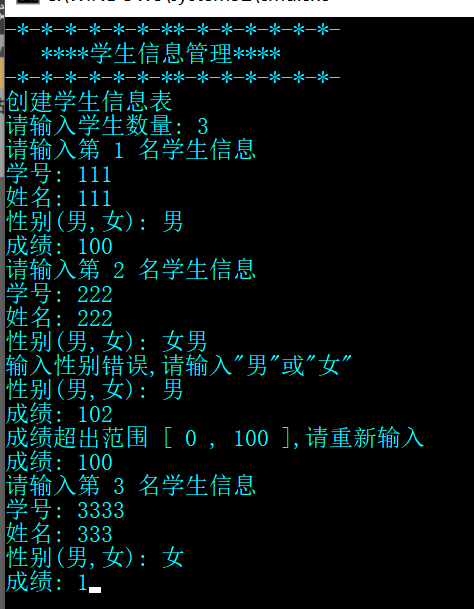 -*-*-*-*-*-*-**-*-*-*-*-*-*-
****学生信息管理****
-*-*-*-*-*-*-**-*-*-*-*-*-*-
创建学生信息表
请输入学生数量: 3
请输入第 1 名学生信息
学号: 111
姓名: 111
性别(男,女): 男
成绩: 100
请输入第 2 名学生信息
学号: 222
姓名: 222
性别(男,女): 女男
输入性别错误,请输入"男"或"女"
性别(男,女): 男
成绩: 102
成绩超出范围 [ 0 , 100 ],请重新输入
成绩: 100
请输入第 3 名学生信息
学号: 3333
姓名: 333
性别(男,女): 女
成绩: 1